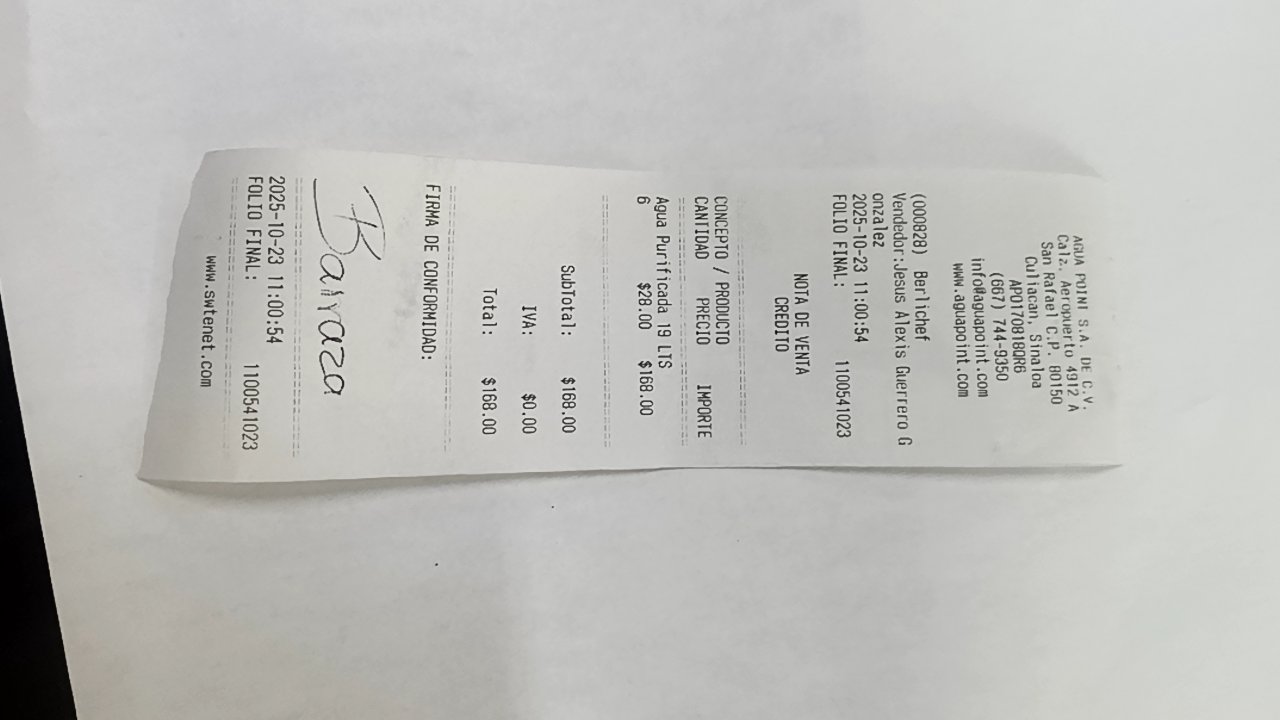 AGUA POINT S.A. DE C.V.
Calz. Aeropuerto 4912 A
San Rafael C.P. 80150
Culiacan, Sinaloa
APO170818QR6
(667) 744-9350
info@aguapoint.com
www.aguapoint.com
(000828) Berlichef
Vendedor:Jesus Alexis Guerrero G
onzalez
2025-10-23 11:00:54
FOLIO FINAL: 1100541023
NOTA DE VENTA
CREDITO
CONCEPTO / PRODUCTO
CANTIDAD PRECIO IMPORTE
Agua Purificada 19 LTS
6 $28.00 $168.00
SubTotal: $168.00
IVA: $0.00
Total: $168.00
FIRMA DE CONFORMIDAD:
Barraza
2025-10-23 11:00:54
FOLIO FINAL: 1100541023
www.swtenet.com